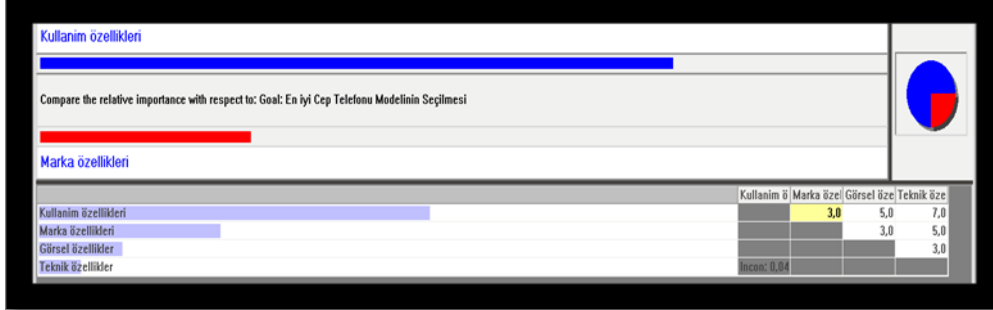 Kullanim özellikleri
Compare the relative importance with respect to: Goal: En iyi Cep Telefonu Modelinin Seçilmesi
Marka özellikleri
Kullanim ö Marka özel Görsel öze Teknik öze
Kullanim özellikleri 3,0 5,0 7,0
Marka özellikleri 3,0 5,0
Görsel özellikler 3,0
Teknik özellikler Incon: 0,04